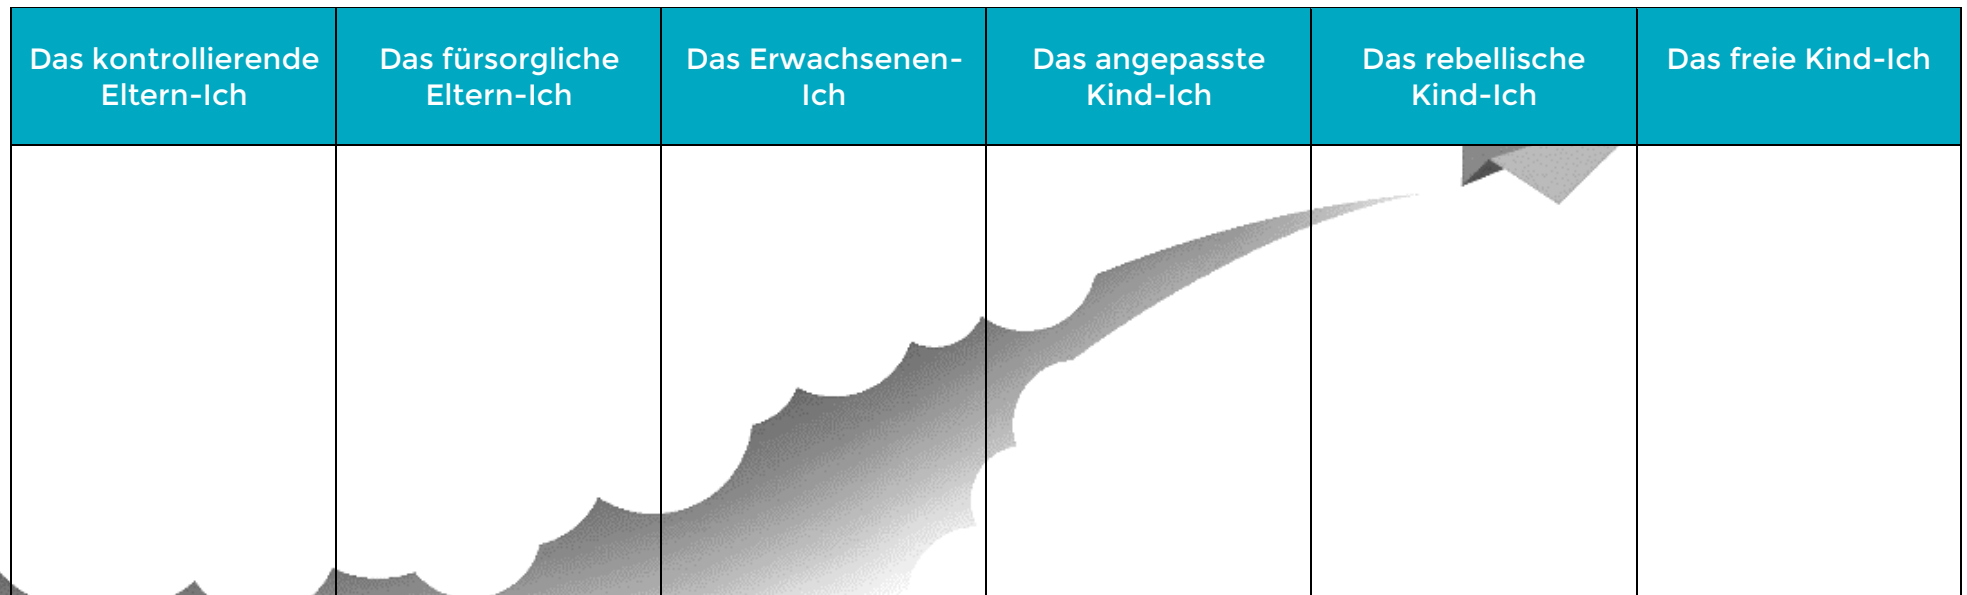 Das kontrollierende
Eltern-Ich
Das fürsorgliche
Eltern-Ich
Das Erwachsenen-
Ich
Das angepasste
Kind-Ich
Das rebellische
Kind-Ich
Das freie Kind-Ich